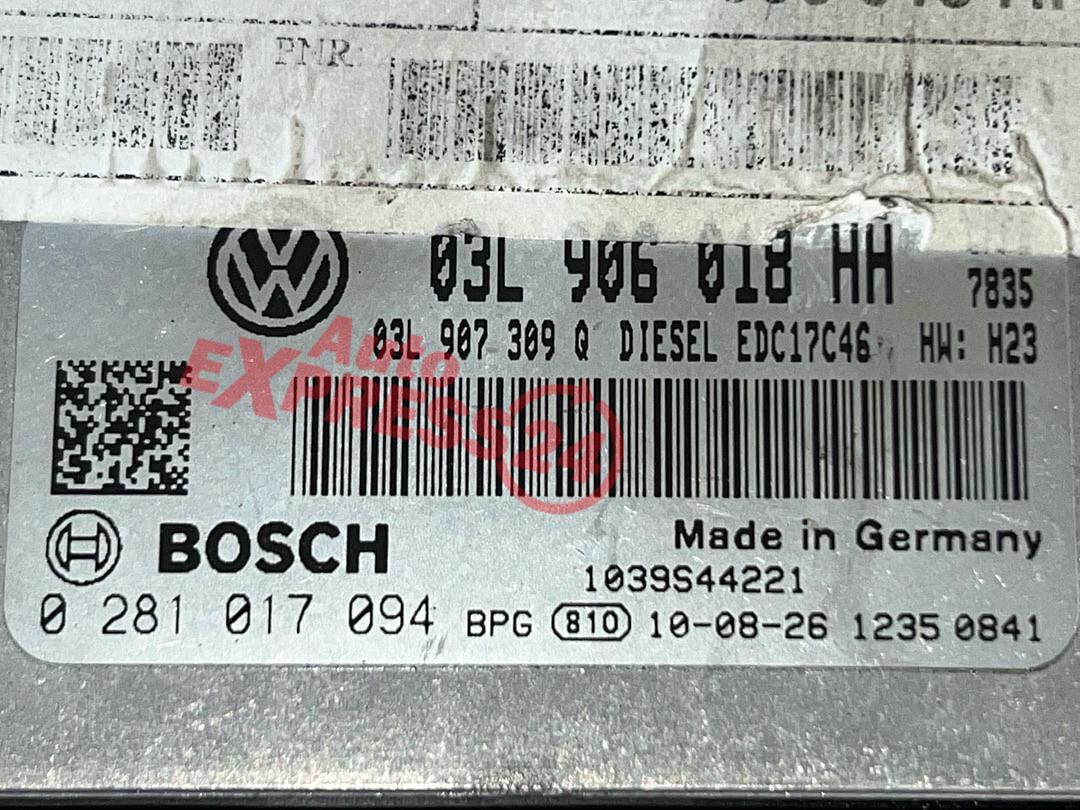 PNR:
03L 906 018 HH 7835
03L 907 309 Q DIESEL EDC17C46 HW: H23
Auto
EXPRESS24
BOSCH
Made in Germany
1039S44221
0 281 017 094 BPG 810 10-08-26 1235 0841